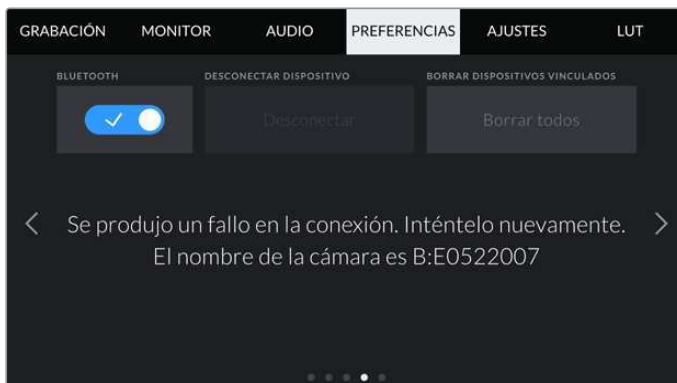 GRABACIÓN MONITOR AUDIO PREFERENCIAS AJUSTES LUT
BLUETOOTH DESCONECTAR DISPOSITIVO BORRAR DISPOSITIVOS VINCULADOS
Desconectar Borrar todos
Se produjo un fallo en la conexión. Inténtelo nuevamente.
El nombre de la cámara es B:E0522007